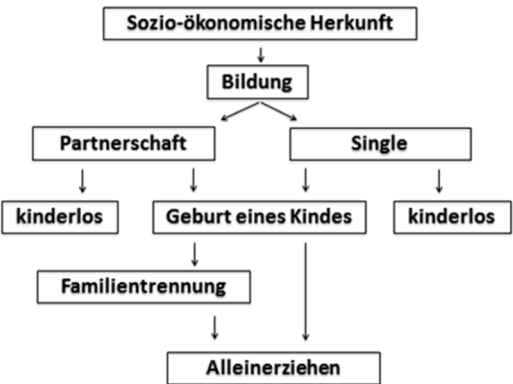 Sozio-ökonomische Herkunft
Bildung
Partnerschaft
Single
kinderlos
Geburt eines Kindes
kinderlos
Familientrennung
Alleinerziehen